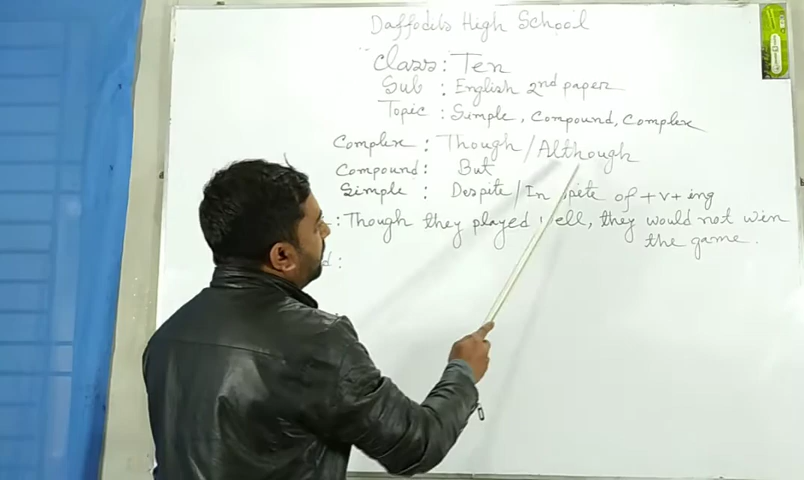 Daffodils High School
Class: Ten
Sub : English 2nd paper
Topic : Simple, Compound, Complex
Complex : Though / Although
Compound : But
Simple : Despite / In spite of + v + ing
: Though they played well, they would not win
the game.